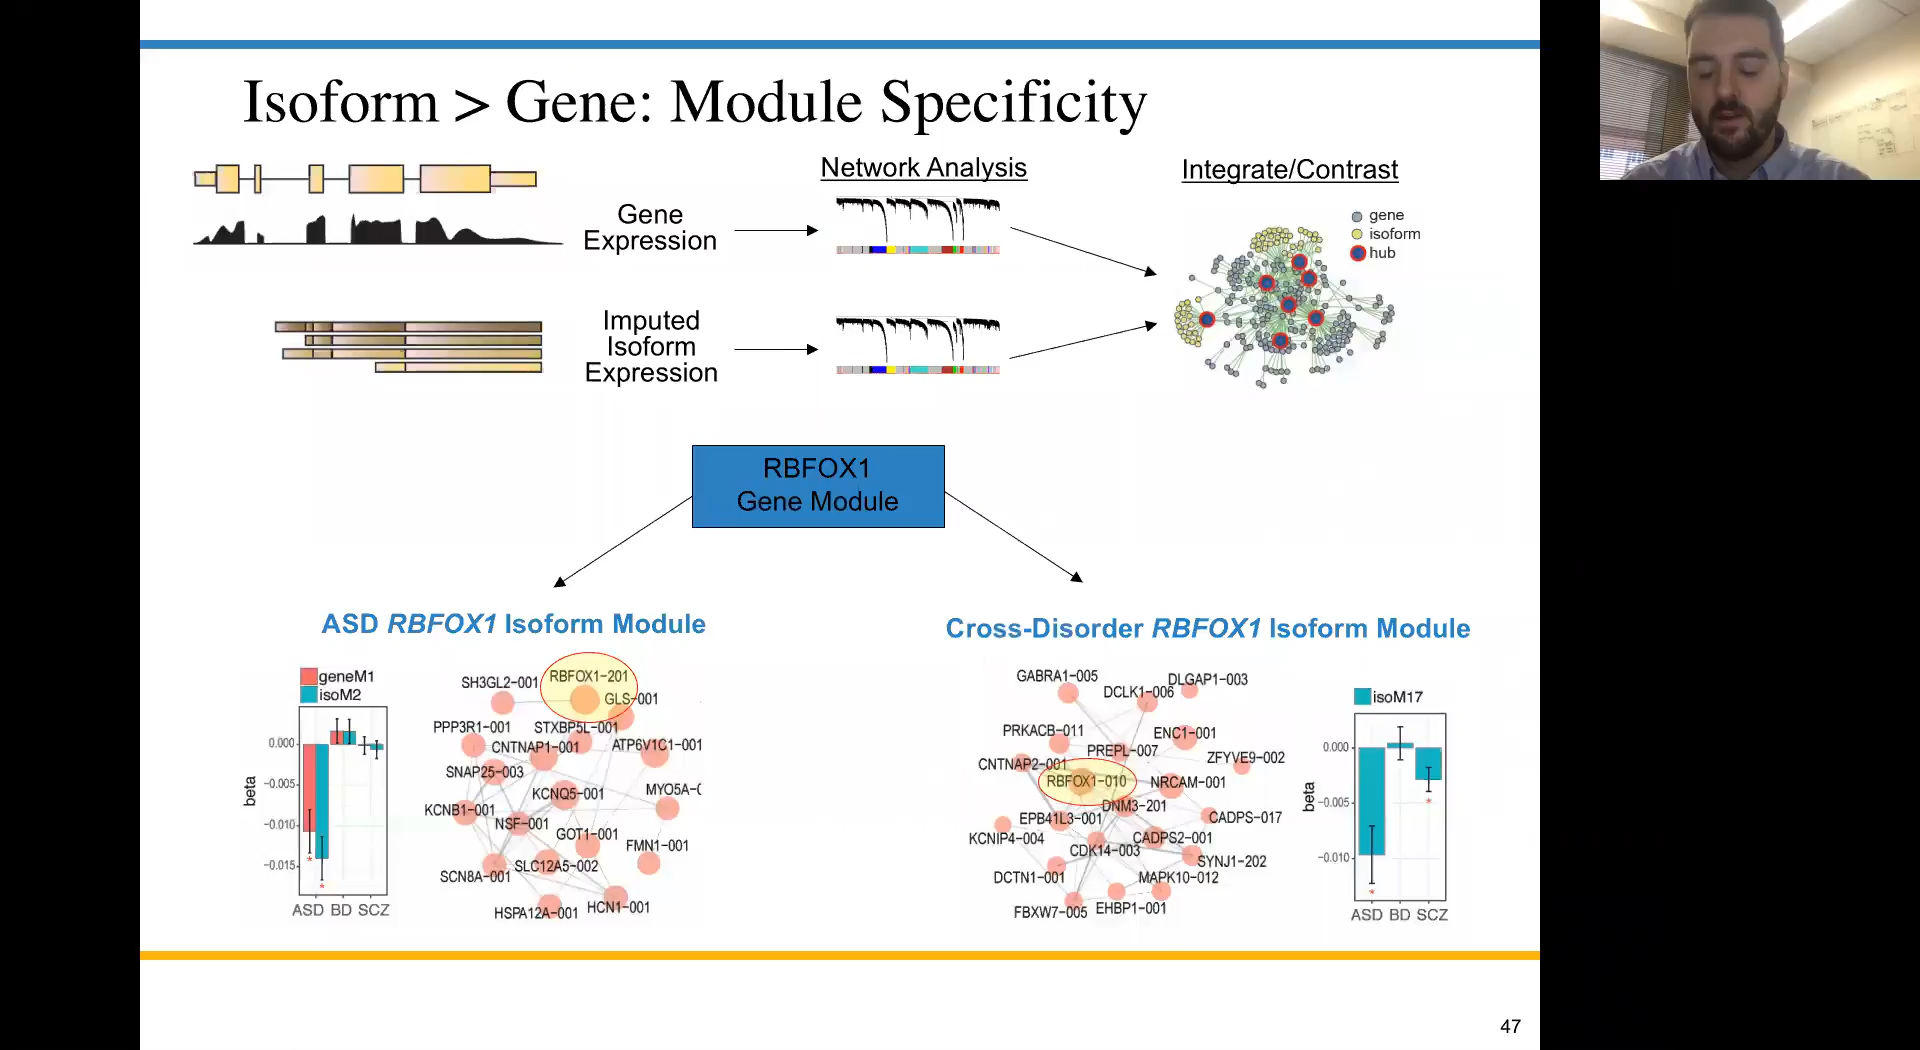 Isoform > Gene: Module Specificity
Network Analysis
Integrate/Contrast
Gene
Expression
gene
isoform
hub
Imputed
Isoform
Expression
RBFOX1
Gene Module
ASD RBFOX1 Isoform Module
geneM1
isoM2
0.000
-0.005
-0.010
-0.015
beta
ASD BD SCZ
SH3GL2-001
RBFOX1-201
GLS-001
PPP3R1-001
STXBP5L-001
CNTNAP1-001
ATP6V1C1-001
SNAP25-003
KCNQ5-001
MYO5A-0
KCNB1-001
NSF-001
GOT1-001
FMN1-001
SCN8A-001
SLC12A5-002
HSPA12A-001
HCN1-001
Cross-Disorder RBFOX1 Isoform Module
GABRA1-005
DLGAP1-003
DCLK1-006
PRKACB-011
ENC1-001
PREPL-007
ZFYVE9-002
CNTNAP2-001
RBFOX1-010
NRCAM-001
DNM3-201
EPB41L3-001
CADPS-017
KCNIP4-004
CADPS2-001
CDK14-003
SYNJ1-202
DCTN1-001
MAPK10-012
FBXW7-005
EHBP1-001
isoM17
0.000
-0.005
-0.010
beta
ASD BD SCZ
47